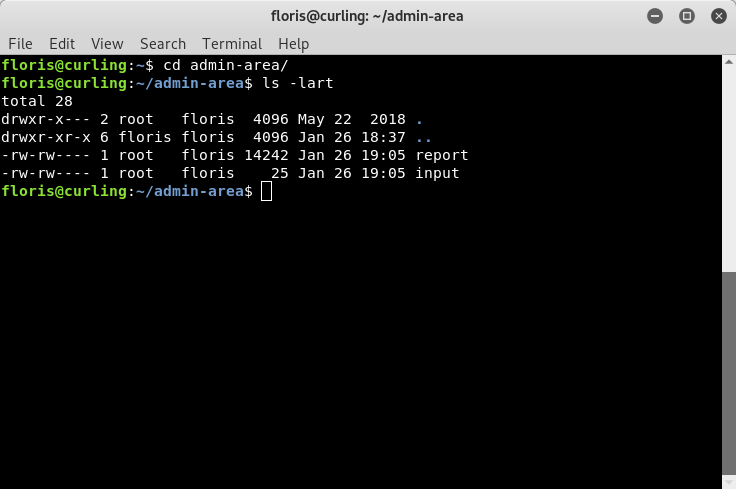 floris@curling: ~/admin-area
File Edit View Search Terminal Help
floris@curling:~$ cd admin-area/
floris@curling:~/admin-area$ ls -lart
total 28
drwxr-x--- 2 root   floris  4096 May 22  2018 .
drwxr-xr-x 6 floris floris  4096 Jan 26 18:37 ..
-rw-rw---- 1 root   floris 14242 Jan 26 19:05 report
-rw-rw---- 1 root   floris    25 Jan 26 19:05 input
floris@curling:~/admin-area$